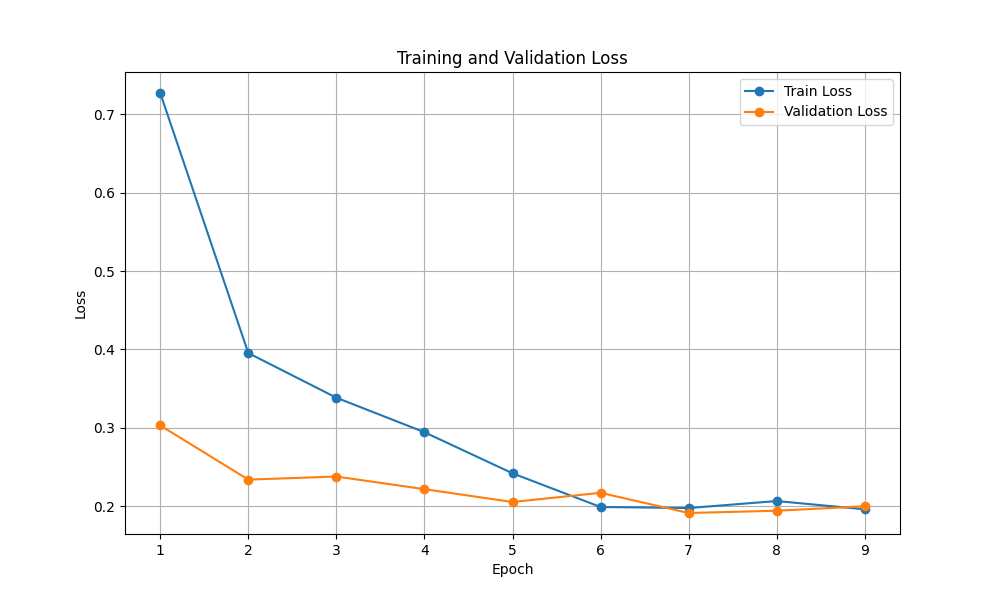 Training and Validation Loss
Train Loss
Validation Loss
0.7
0.6
0.5
0.4
0.3
0.2
Loss
1 2 3 4 5 6 7 8 9
Epoch